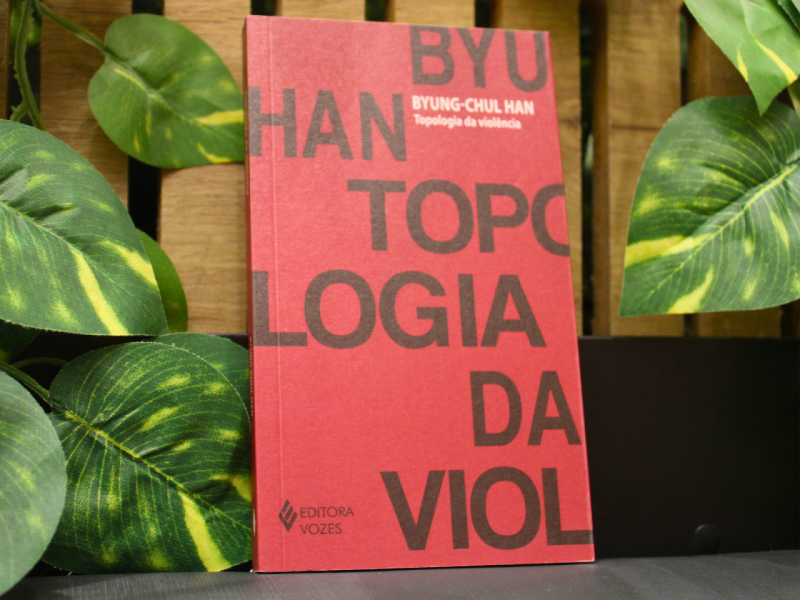 BYU
HAN
BYUNG-CHUL HAN
Topologia da violência
TOPO
LOGIA
DA
VIOL
EDITORA
VOZES